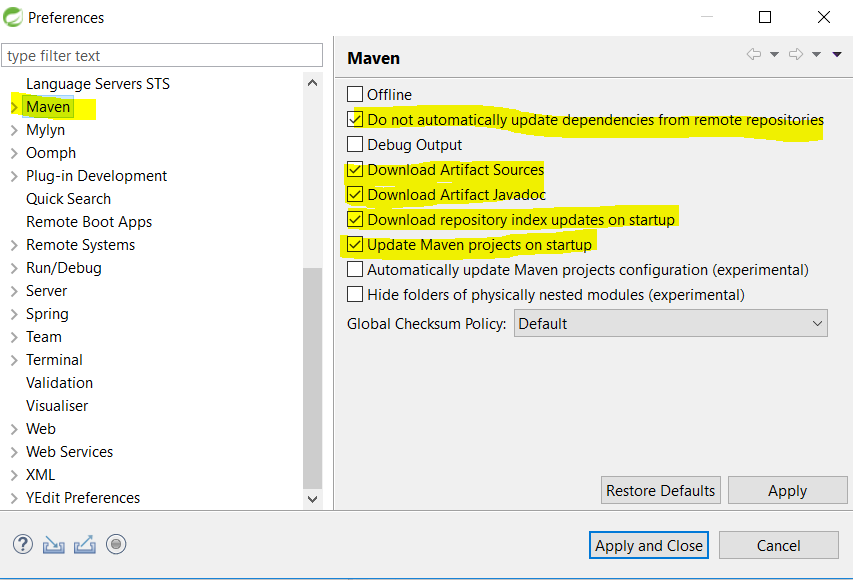 Preferences
type filter text
Language Servers STS
Maven
Mylyn
Oomph
Plug-in Development
Quick Search
Remote Boot Apps
Remote Systems
Run/Debug
Server
Spring
Team
Terminal
Validation
Visualiser
Web
Web Services
XML
YEdit Preferences
Maven
Offline
Do not automatically update dependencies from remote repositories
Debug Output
Download Artifact Sources
Download Artifact Javadoc
Download repository index updates on startup
Update Maven projects on startup
Automatically update Maven projects configuration (experimental)
Hide folders of physically nested modules (experimental)
Global Checksum Policy: Default
Restore Defaults Apply
? Apply and Close Cancel